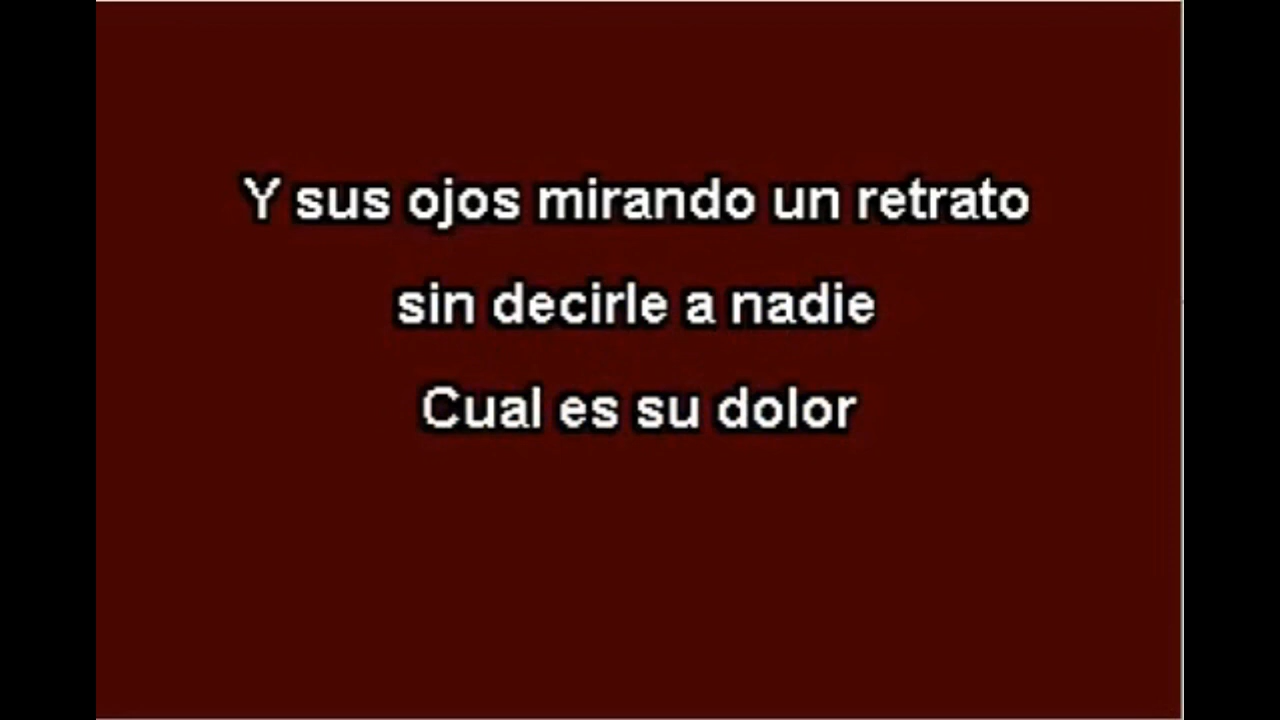 Y sus ojos mirando un retrato
sin decirle a nadie
Cual es su dolor